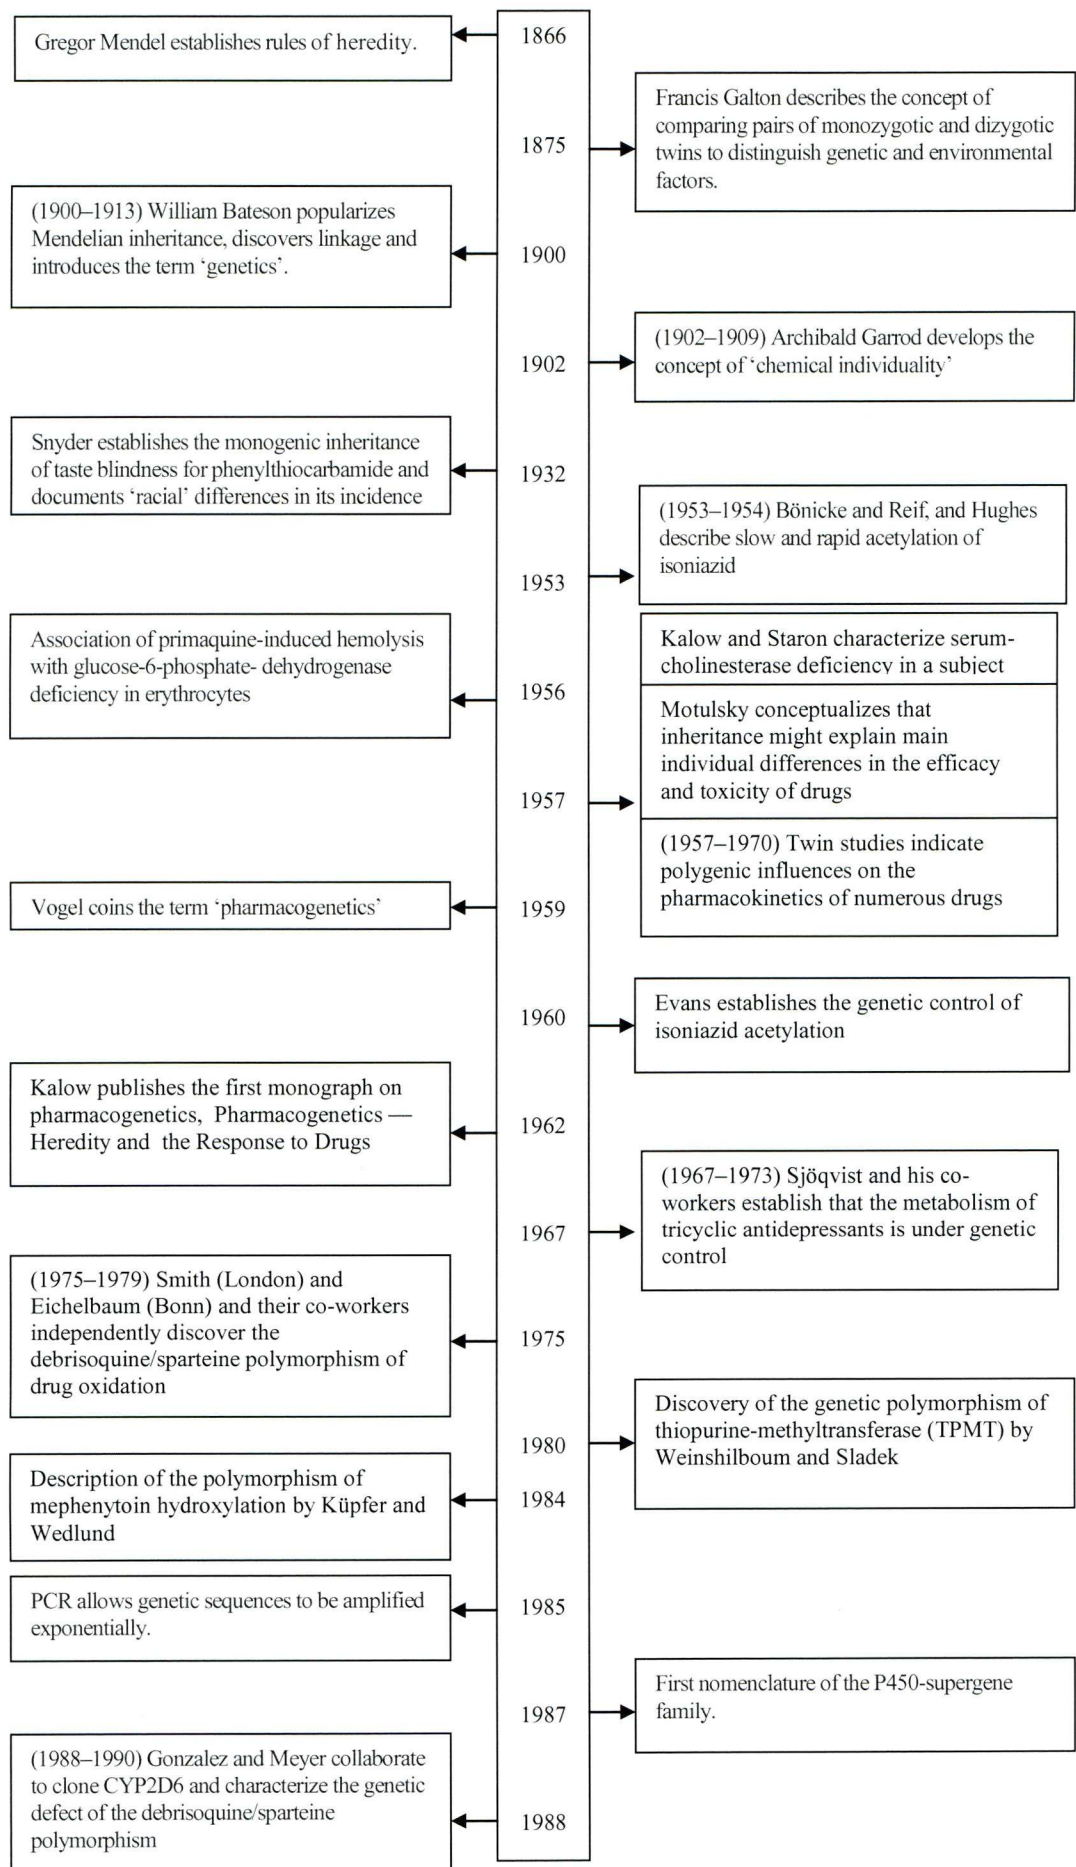 1866
Gregor Mendel establishes rules of heredity.
1875
Francis Galton describes the concept of
comparing pairs of monozygotic and dizygotic
twins to distinguish genetic and environmental
factors.
1900
(1900–1913) William Bateson popularizes
Mendelian inheritance, discovers linkage and
introduces the term ‘genetics’.
1902
(1902–1909) Archibald Garrod develops the
concept of ‘chemical individuality’
1932
Snyder establishes the monogenic inheritance
of taste blindness for phenylthiocarbamide and
documents ‘racial’ differences in its incidence
1953
(1953–1954) Bönicke and Reif, and Hughes
describe slow and rapid acetylation of
isoniazid
1956
Association of primaquine-induced hemolysis
with glucose-6-phosphate- dehydrogenase
deficiency in erythrocytes
Kalow and Staron characterize serum-
cholinesterase deficiency in a subject
1957
Motulsky conceptualizes that
inheritance might explain main
individual differences in the efficacy
and toxicity of drugs
(1957–1970) Twin studies indicate
polygenic influences on the
pharmacokinetics of numerous drugs
1959
Vogel coins the term ‘pharmacogenetics’
1960
Evans establishes the genetic control of
isoniazid acetylation
1962
Kalow publishes the first monograph on
pharmacogenetics, Pharmacogenetics —
Heredity and the Response to Drugs
1967
(1967–1973) Sjöqvist and his co-
workers establish that the metabolism of
tricyclic antidepressants is under genetic
control
1975
(1975–1979) Smith (London) and
Eichelbaum (Bonn) and their co-workers
independently discover the
debrisoquine/sparteine polymorphism of
drug oxidation
1980
Discovery of the genetic polymorphism of
thiopurine-methyltransferase (TPMT) by
Weinshilboum and Sladek
1984
Description of the polymorphism of
mephenytoin hydroxylation by Küpfer and
Wedlund
1985
PCR allows genetic sequences to be amplified
exponentially.
1987
First nomenclature of the P450-supergene
family.
1988
(1988–1990) Gonzalez and Meyer collaborate
to clone CYP2D6 and characterize the genetic
defect of the debrisoquine/sparteine
polymorphism